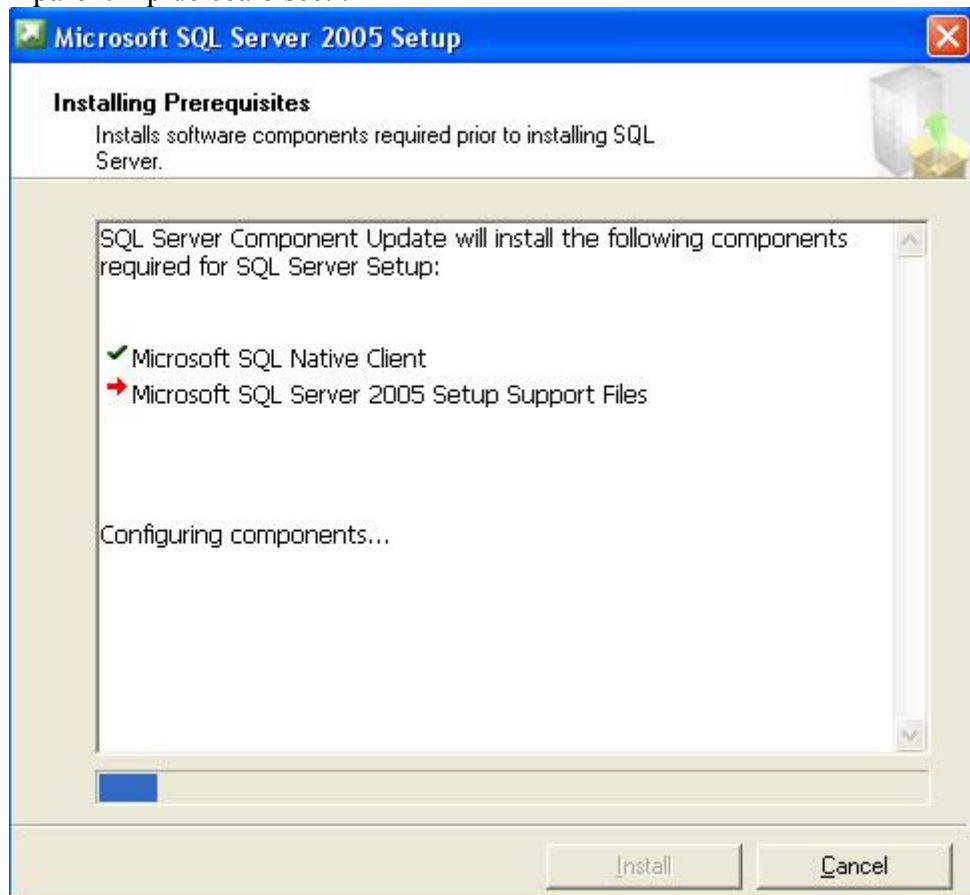 Microsoft SQL Server 2005 Setup
Installing Prerequisites
Installs software components required prior to installing SQL
Server.
SQL Server Component Update will install the following components
required for SQL Server Setup:
Microsoft SQL Native Client
Microsoft SQL Server 2005 Setup Support Files
Configuring components...
Install
Cancel